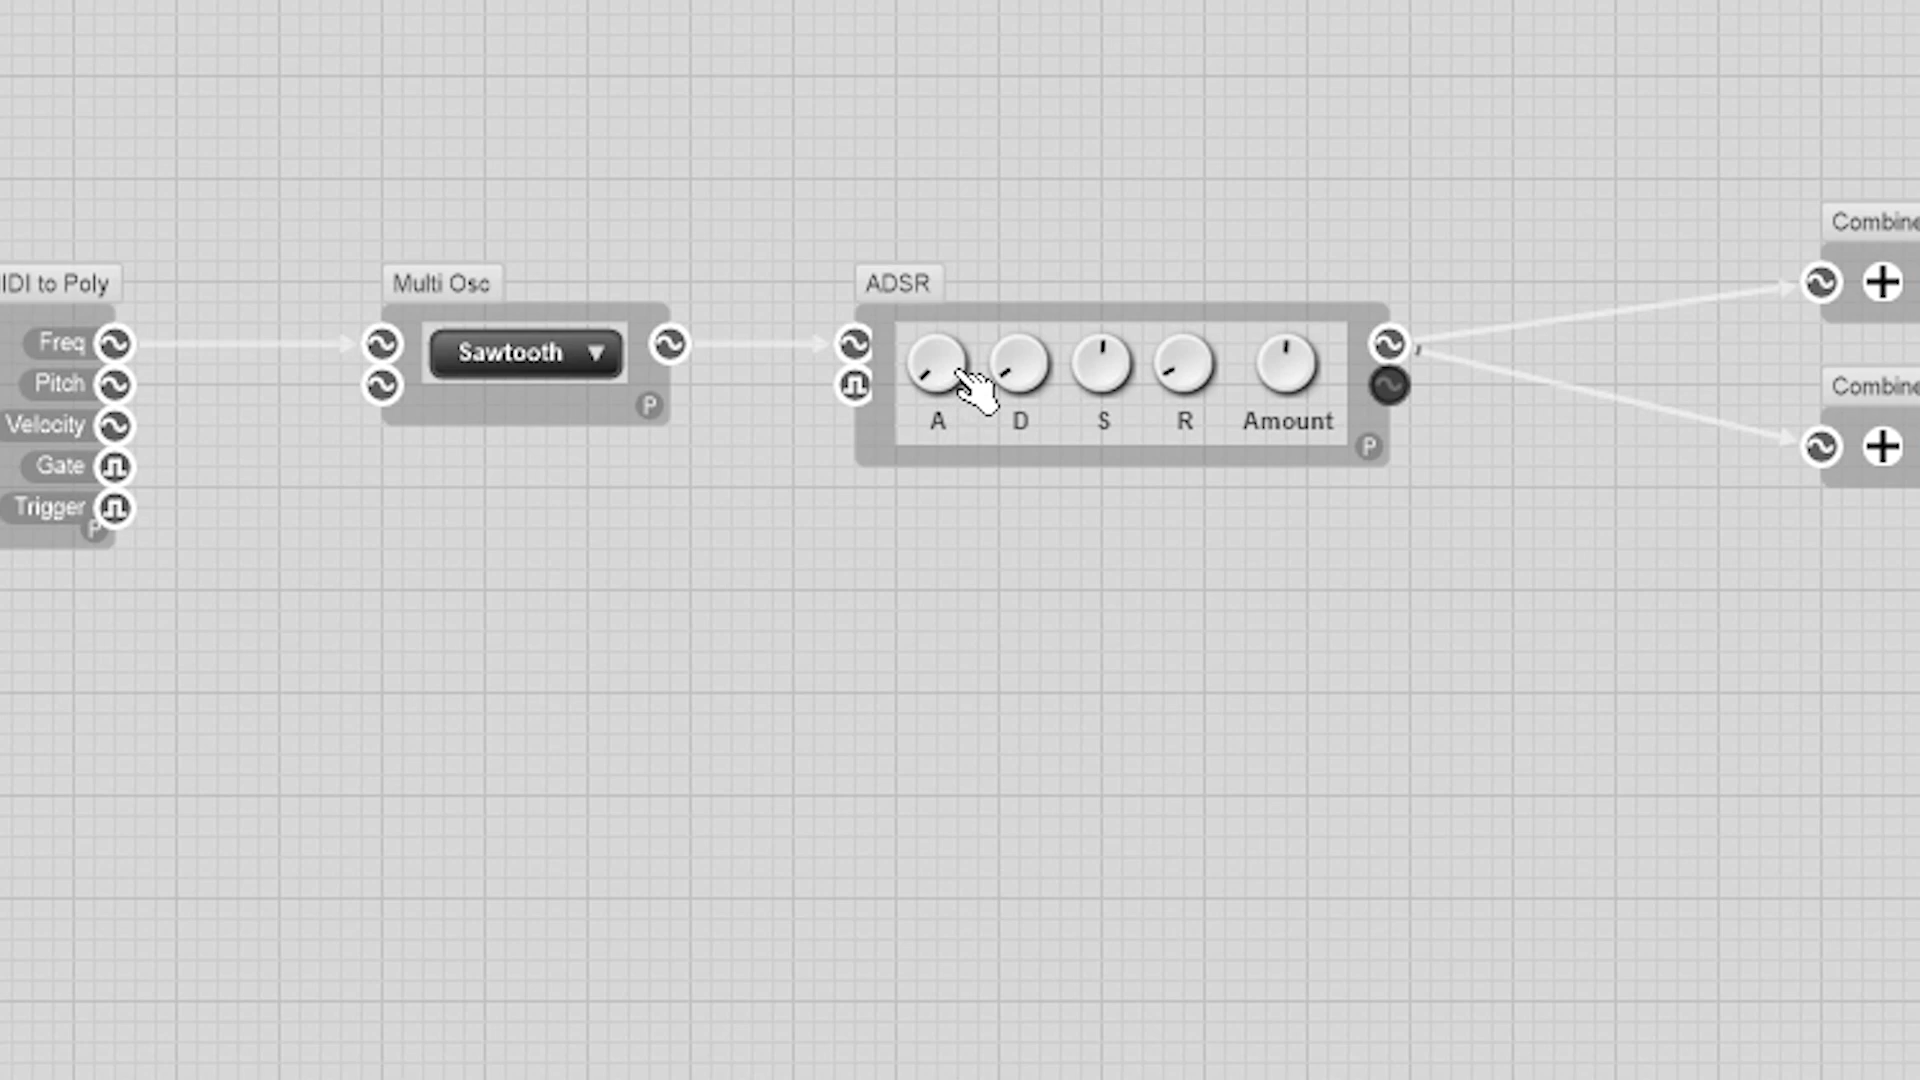 Combine
IDI to Poly
Multi Osc
ADSR
Freq
Sawtooth
Pitch
Combine
P
Velocity
A
D
S
R
Amount
P
Gate
Trigger
P